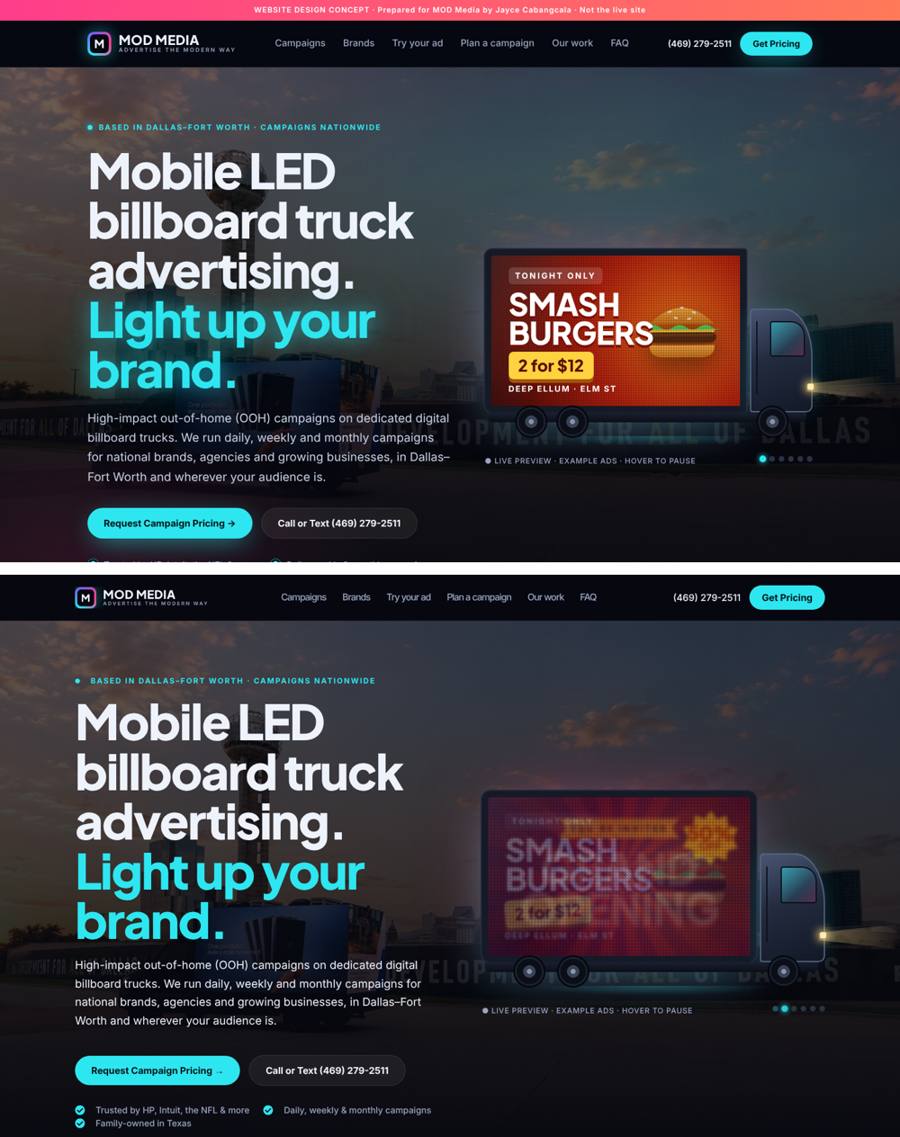 WEBSITE DESIGN CONCEPT · Prepared for MOD Media by Jayce Cabangcala · Not the live site
M MOD MEDIA
ADVERTISE THE MODERN WAY
Campaigns Brands Try your ad Plan a campaign Our work FAQ
(469) 279-2511
Get Pricing
BASED IN DALLAS–FORT WORTH · CAMPAIGNS NATIONWIDE
Mobile LED
billboard truck
advertising.
Light up your
brand.
High-impact out-of-home (OOH) campaigns on dedicated digital
billboard trucks. We run daily, weekly and monthly campaigns
for national brands, agencies and growing businesses, in Dallas–
Fort Worth and wherever your audience is.
Request Campaign Pricing →
Call or Text (469) 279-2511
TONIGHT ONLY
SMASH
BURGERS
2 for $12
DEEP ELLUM · ELM ST
DEVELOPMENT FOR ALL OF DALLAS
LIVE PREVIEW · EXAMPLE ADS · HOVER TO PAUSE
M MOD MEDIA
ADVERTISE THE MODERN WAY
Campaigns Brands Try your ad Plan a campaign Our work FAQ
(469) 279-2511
Get Pricing
BASED IN DALLAS–FORT WORTH · CAMPAIGNS NATIONWIDE
Mobile LED
billboard truck
advertising.
Light up your
brand.
High-impact out-of-home (OOH) campaigns on dedicated digital
billboard trucks. We run daily, weekly and monthly campaigns for
national brands, agencies and growing businesses, in Dallas–Fort
Worth and wherever your audience is.
Request Campaign Pricing →
Call or Text (469) 279-2511
Trusted by HP, Intuit, the NFL & more
Daily, weekly & monthly campaigns
Family-owned in Texas
TONIGHT ONLY
SMASH
BURGERS
2 for $12
DEEP ELLUM · ELM ST
LIVE PREVIEW · EXAMPLE ADS · HOVER TO PAUSE